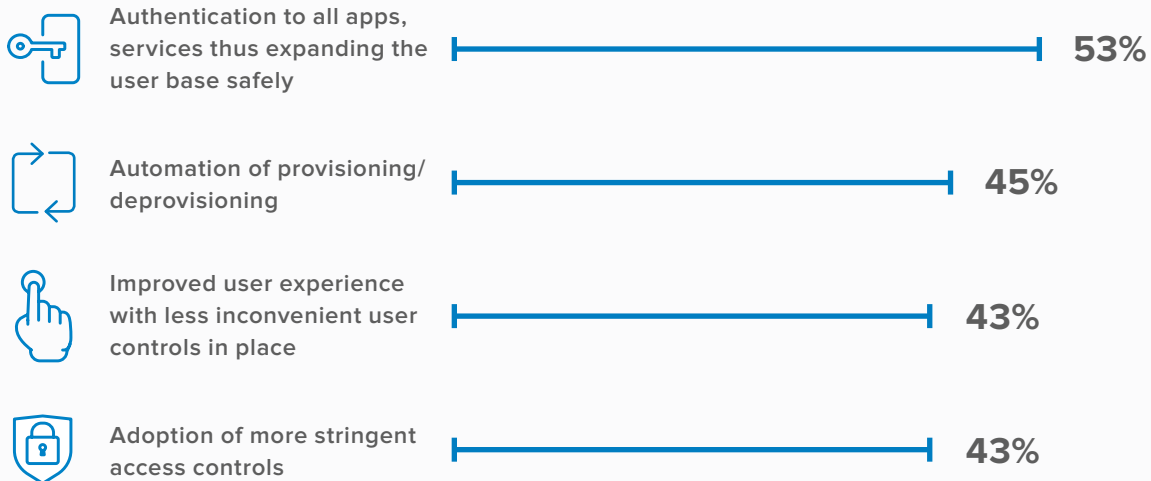 Authentication to all apps,
services thus expanding the
user base safely
53%
Automation of provisioning/
deprovisioning
45%
Improved user experience
with less inconvenient user
controls in place
43%
Adoption of more stringent
access controls
43%